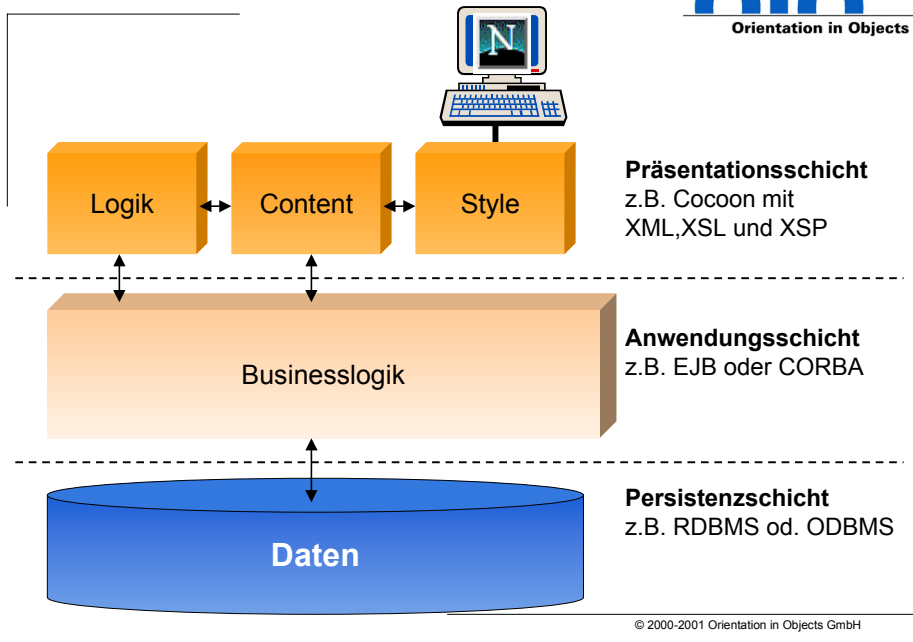 Orientation in Objects
N
Logik
Content
Style
Präsentationsschicht
z.B. Cocoon mit
XML,XSL und XSP
Businesslogik
Anwendungsschicht
z.B. EJB oder CORBA
Daten
Persistenzschicht
z.B. RDBMS od. ODBMS
© 2000-2001 Orientation in Objects GmbH